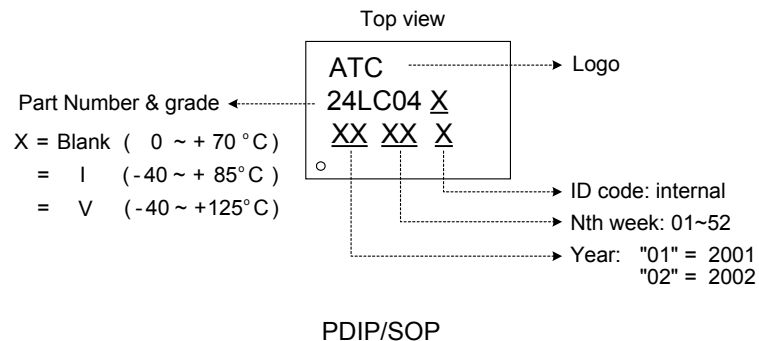 Top view
ATC
Logo
Part Number & grade
24LC04 X
X = Blank ( 0 ~ + 70 °C)
XX XX X
= I (-40 ~ + 85°C )
= V (-40 ~ +125°C)
ID code: internal
Nth week: 01~52
Year: "01" = 2001
"02" = 2002
PDIP/SOP